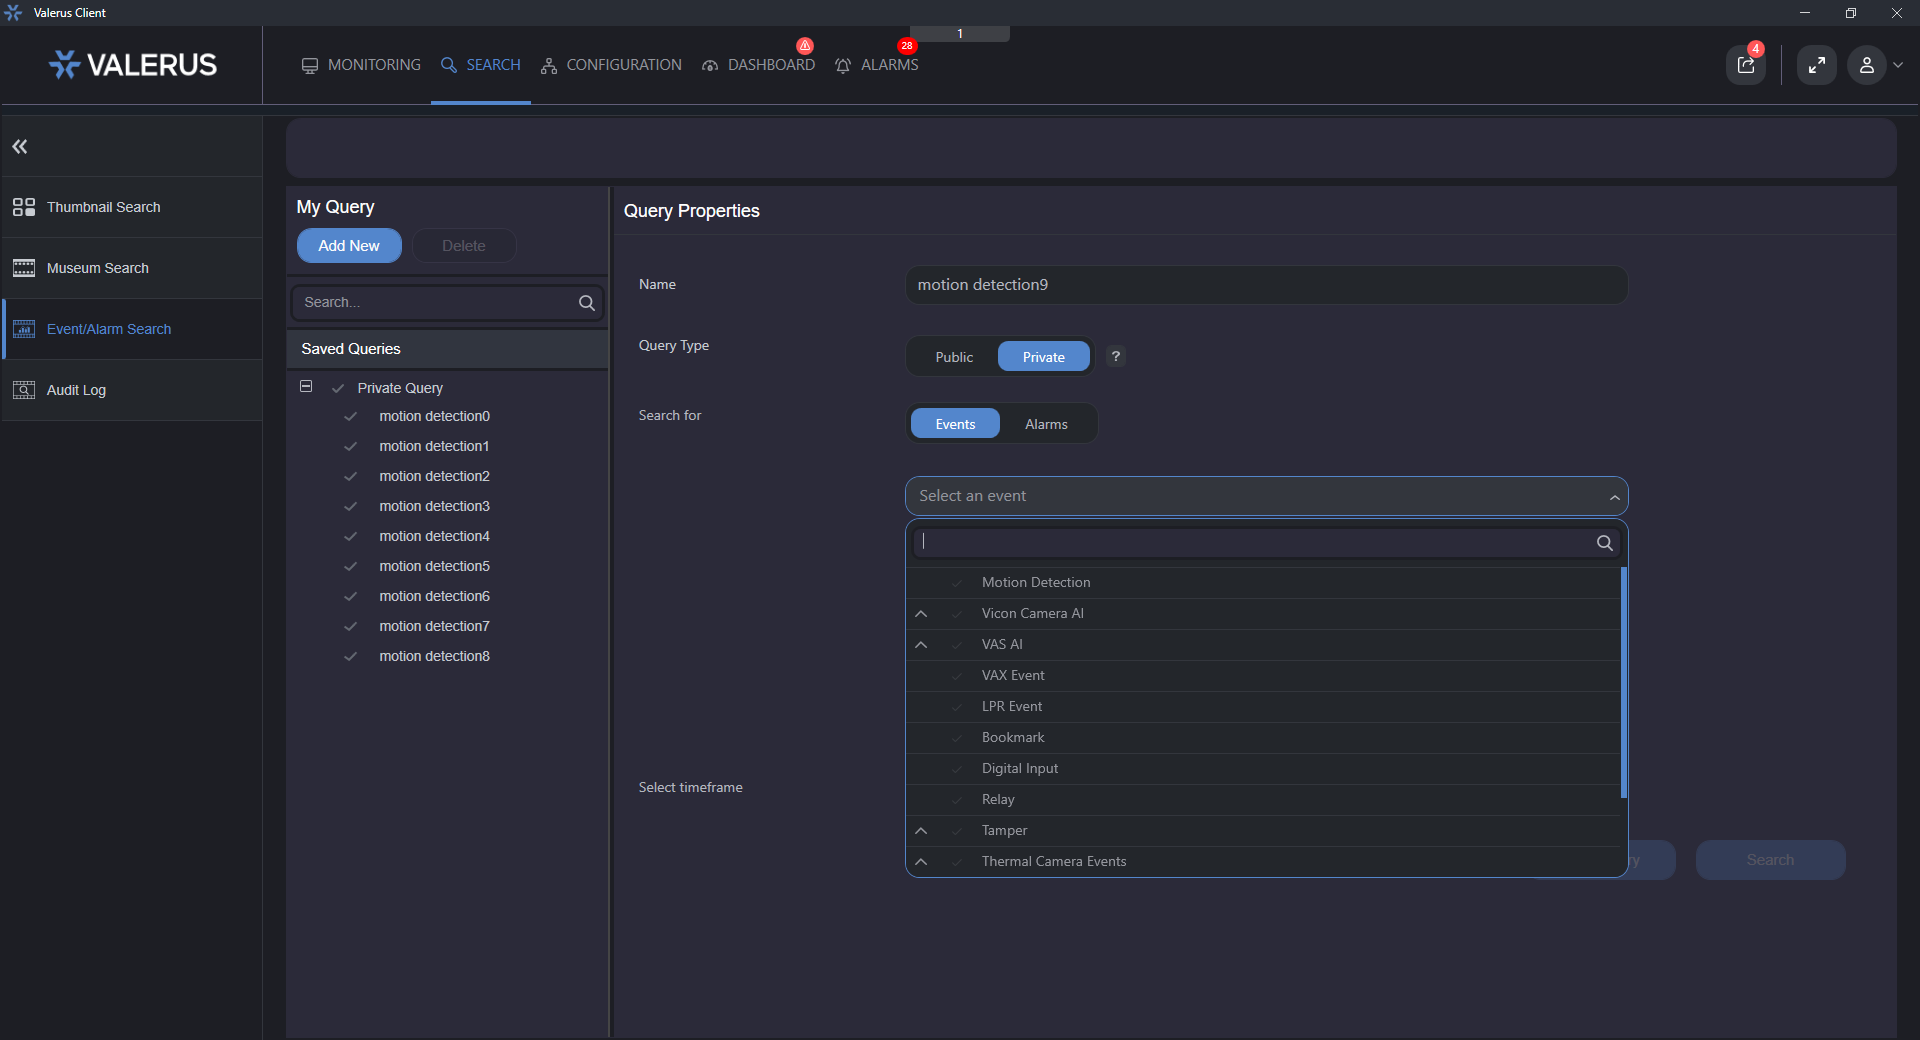 Valerus Client
1
VALERUS
MONITORING
SEARCH
CONFIGURATION
DASHBOARD
28
ALARMS
4
Thumbnail Search
Museum Search
Event/Alarm Search
Audit Log
My Query
Add New
Delete
Search...
Saved Queries
Private Query
motion detection0
motion detection1
motion detection2
motion detection3
motion detection4
motion detection5
motion detection6
motion detection7
motion detection8
Query Properties
Name
motion detection9
Query Type
Public
Private
?
Search for
Events
Alarms
Select an event
Motion Detection
Vicon Camera AI
VAS AI
VAX Event
LPR Event
Bookmark
Digital Input
Relay
Tamper
Thermal Camera Events
Select timeframe
Search